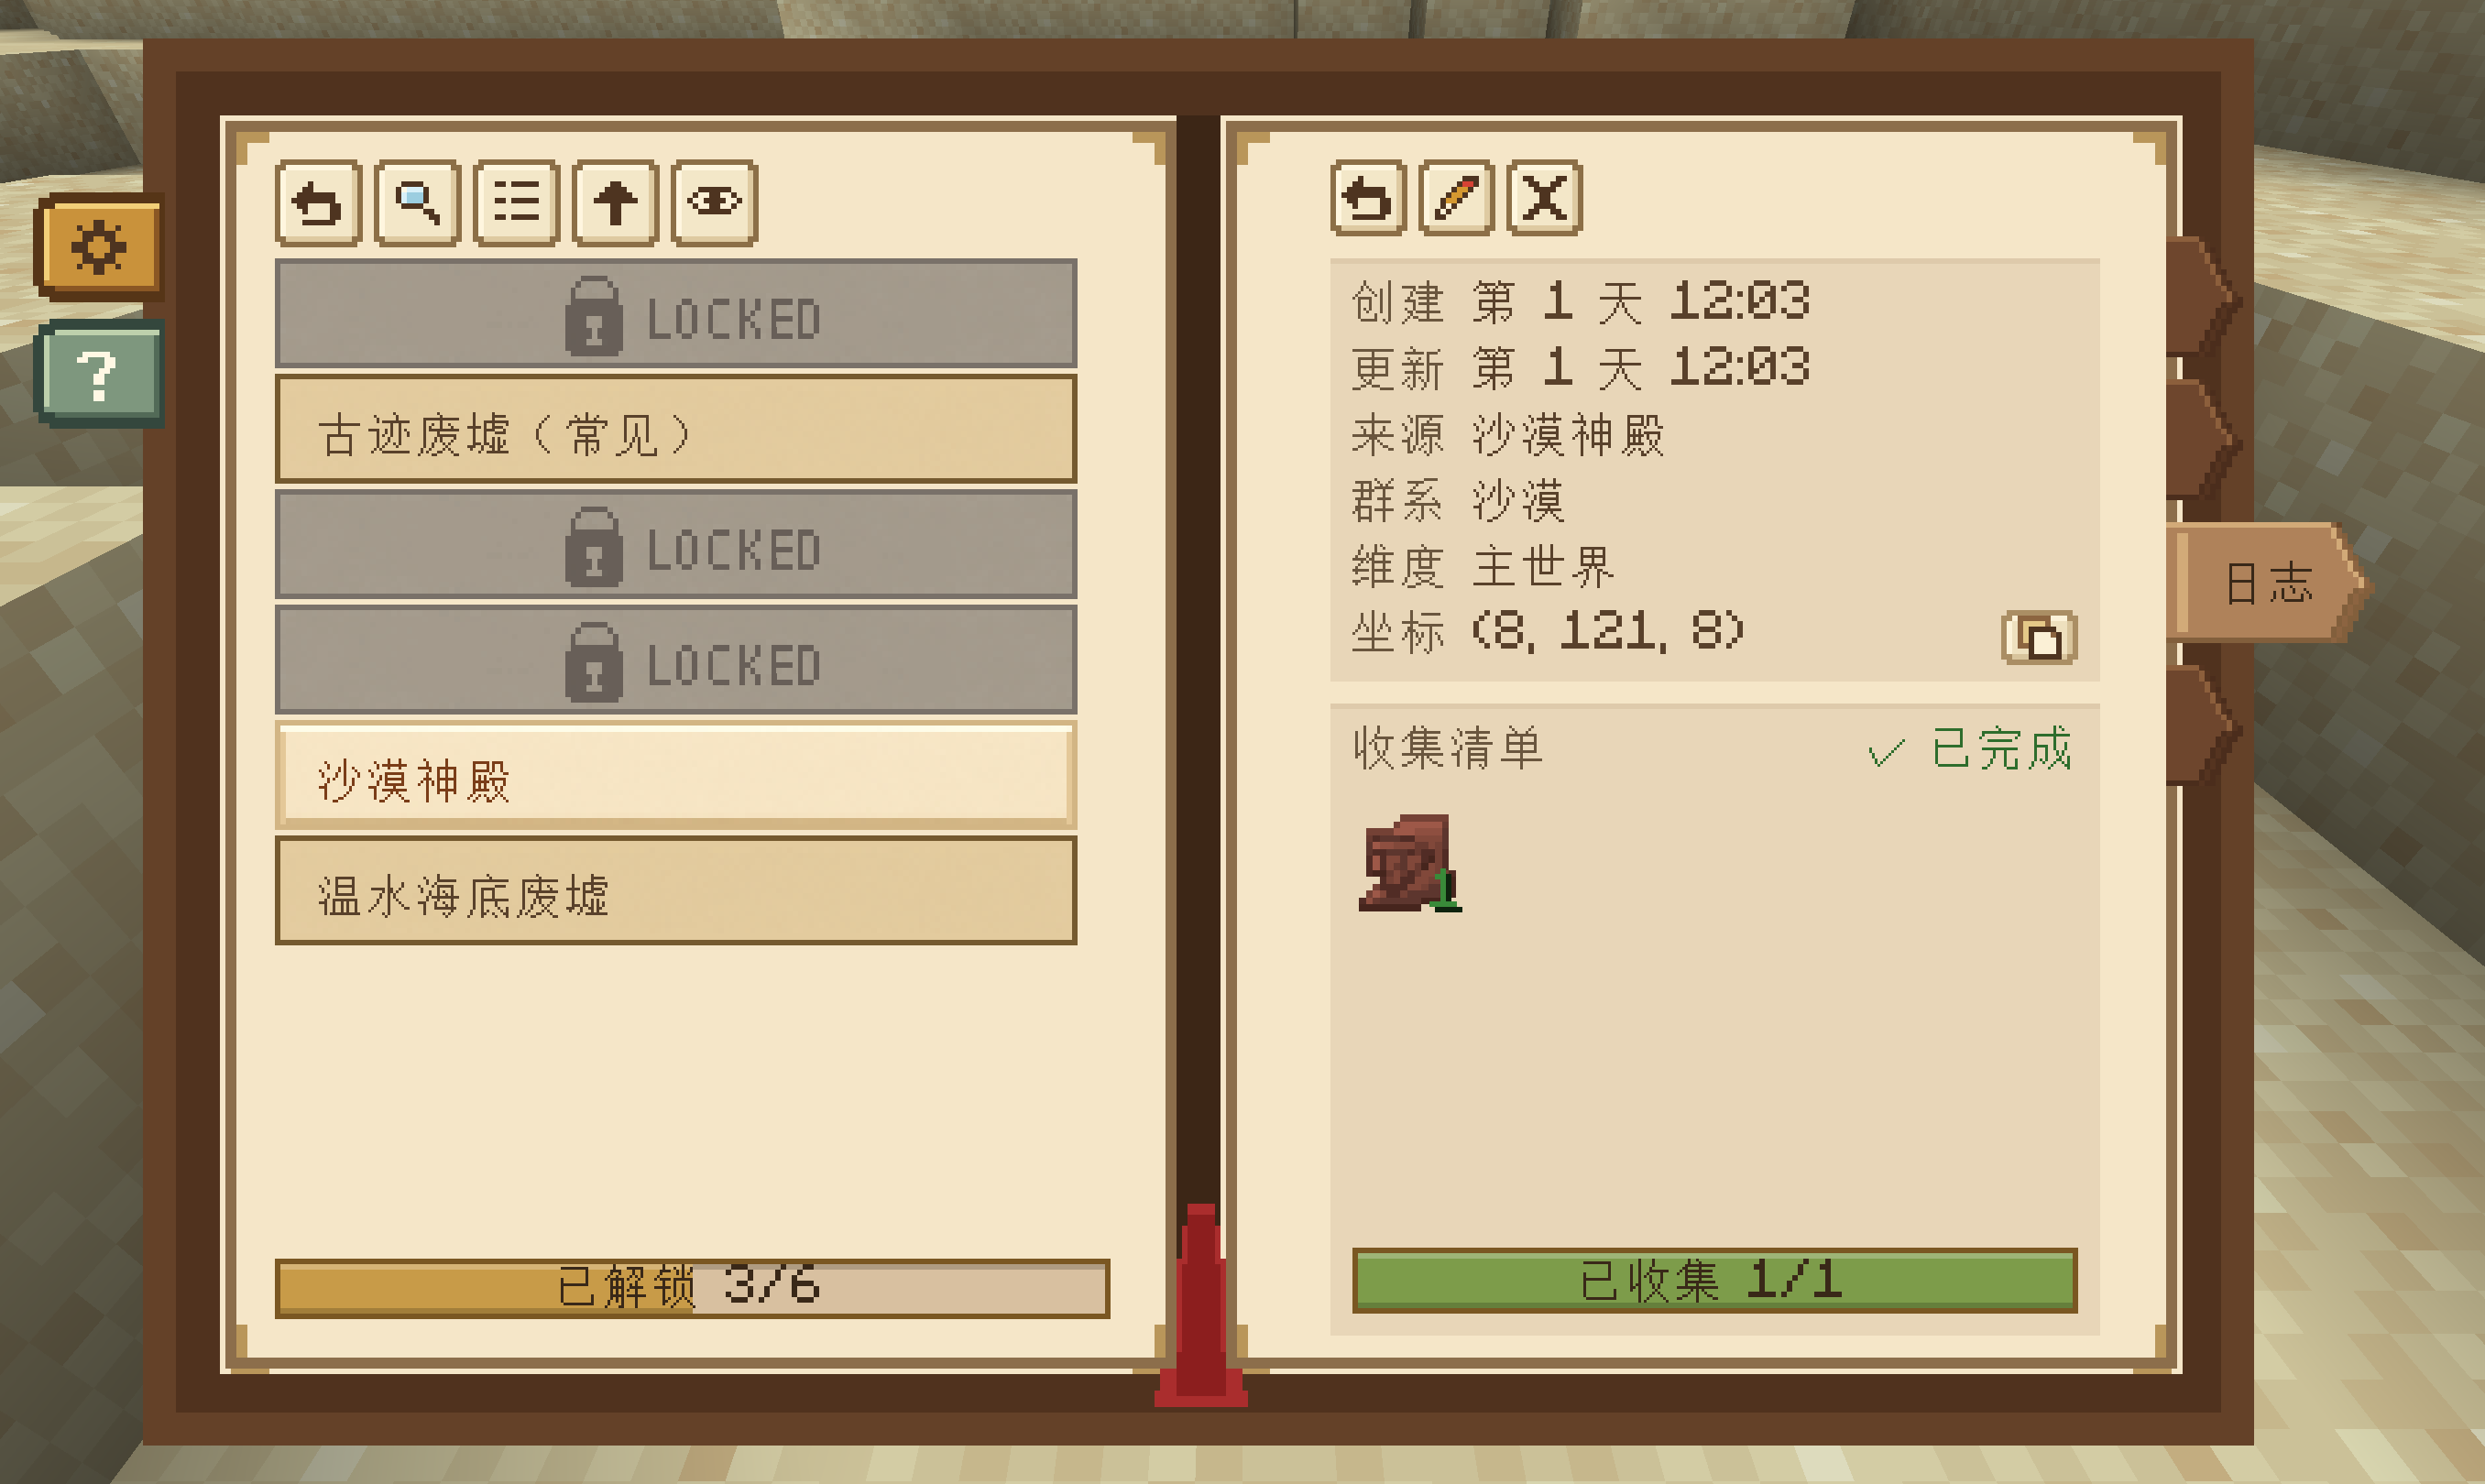 ?
LOCKED
古迹废墟（常见）
LOCKED
LOCKED
沙漠神殿
温水海底废墟
已解锁 3/6
创建 第 1 天 12:03
更新 第 1 天 12:03
来源 沙漠神殿
群系 沙漠
维度 主世界
坐标 (8, 121, 8)
收集清单 ✓ 已完成
1
已收集 1/1
日志